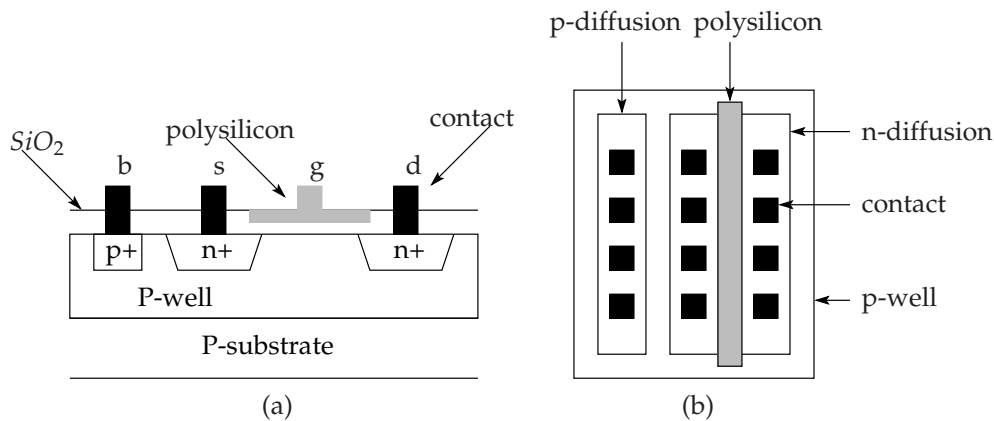 p-diffusion polysilicon
contact
polysilicon
SiO2
b s g d
n-diffusion
contact
p+ n+ n+
P-well
p-well
P-substrate
(a) (b)